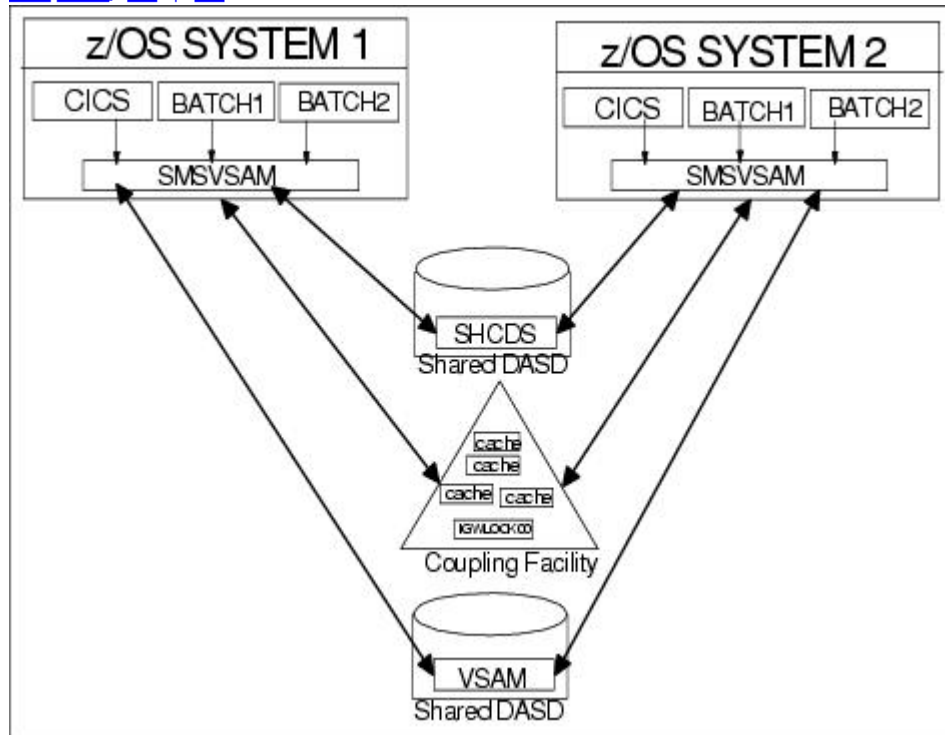 z/OS SYSTEM 1
CICS
BATCH1
BATCH2
SMSVSAM
z/OS SYSTEM 2
CICS
BATCH1
BATCH2
SMSVSAM
SHCDS
Shared DASD
cache
cache
cache
cache
IGWLOCK00
Coupling Facility
VSAM
Shared DASD